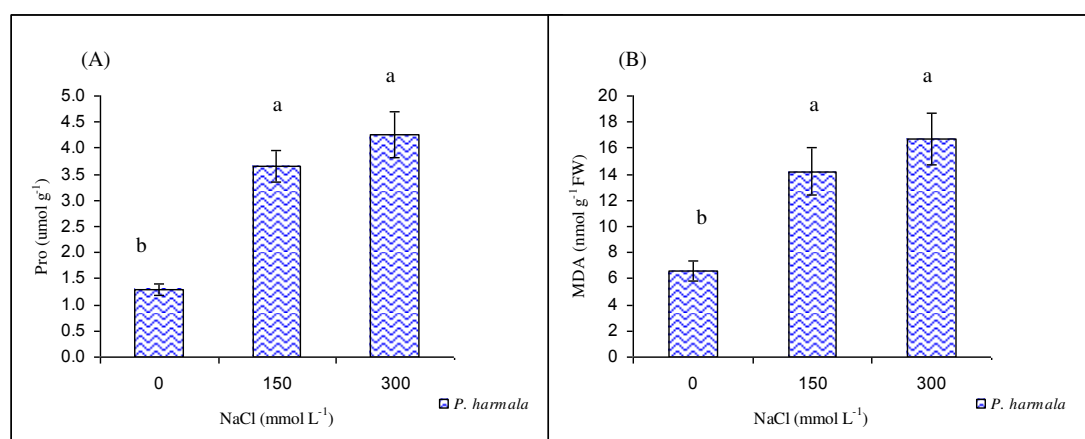 (A)
a
a
b
5.0
4.5
4.0
3.5
3.0
2.5
2.0
1.5
1.0
0.5
0.0
Pro (umol g-1)
0 150 300
NaCl (mmol L-1)
P. harmala
(B)
a
a
b
20
18
16
14
12
10
8
6
4
2
0
MDA (nmol g-1 FW)
0 150 300
NaCl (mmol L-1)
P. harmala